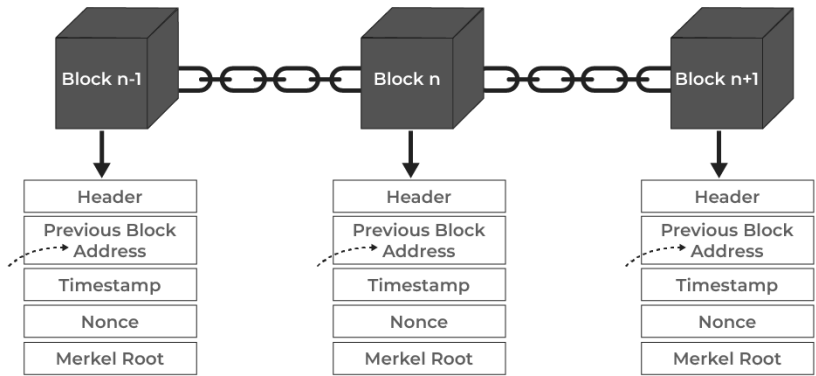 Block n-1
Block n
Block n+1
Header
Previous Block
Address
Timestamp
Nonce
Merkel Root
Header
Previous Block
Address
Timestamp
Nonce
Merkel Root
Header
Previous Block
Address
Timestamp
Nonce
Merkel Root